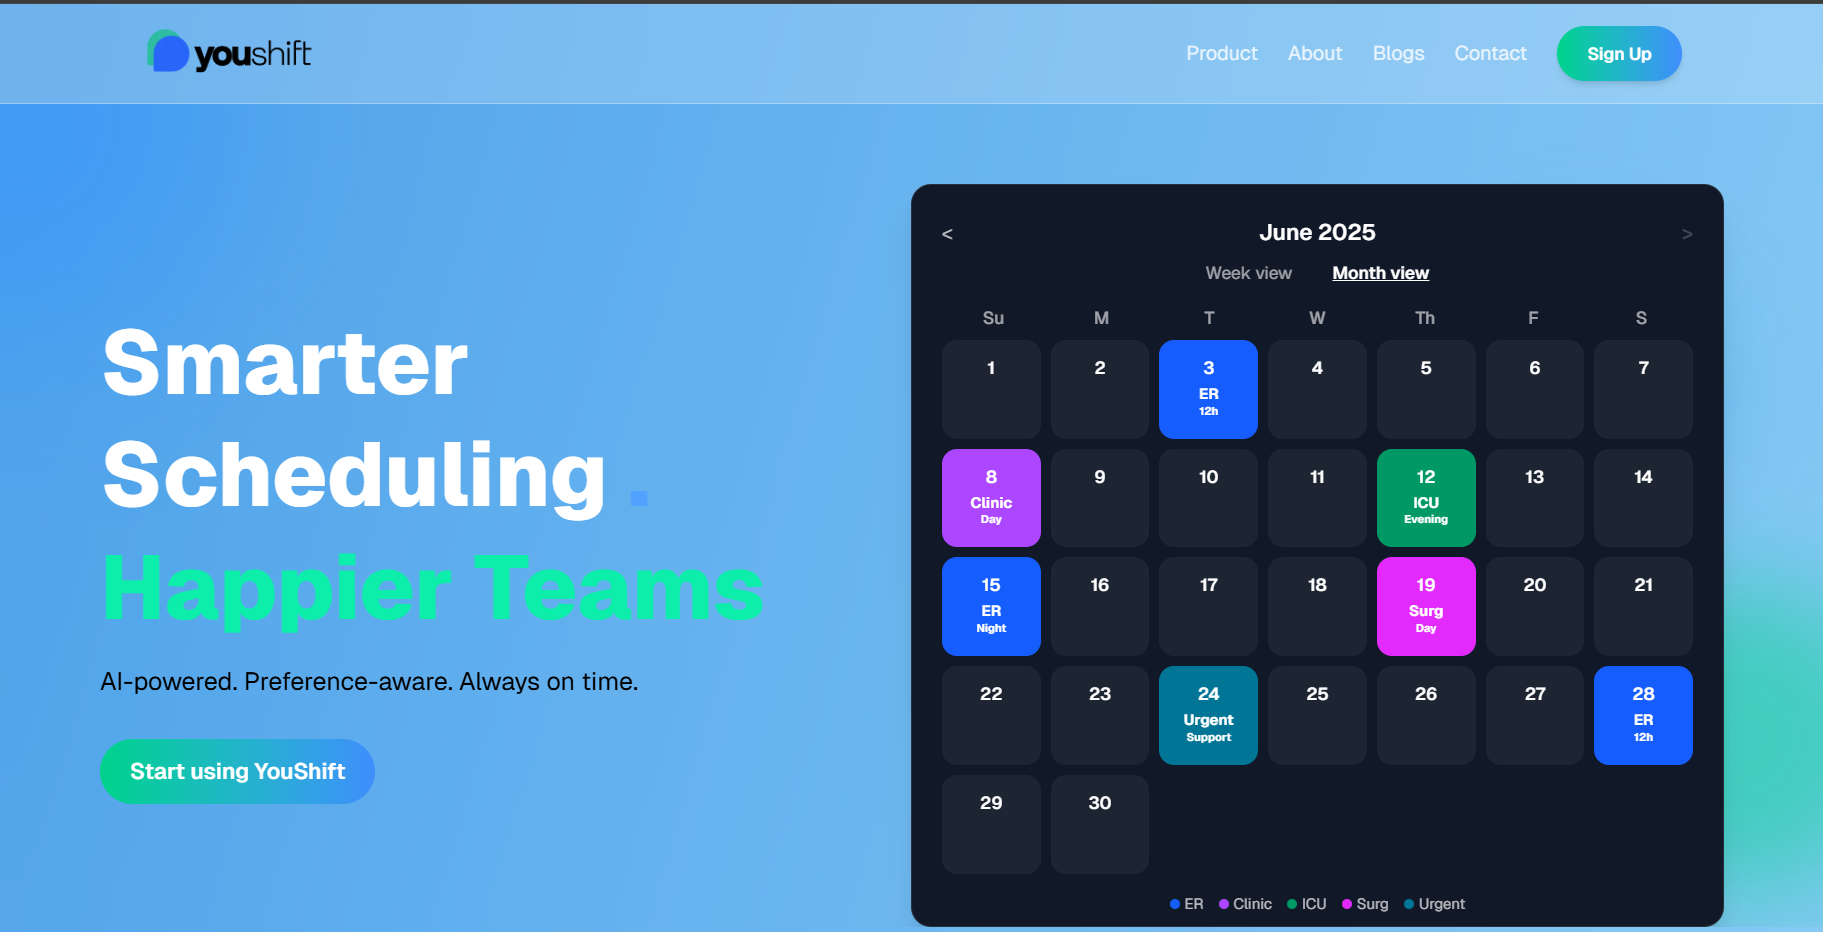 youshift
Product About Blogs Contact Sign Up
Smarter
Scheduling .
Happier Teams
AI-powered. Preference-aware. Always on time.
Start using YouShift
< June 2025 >
Week view Month view
Su M T W Th F S
1 2 3 4 5 6 7
ER
12h
8 9 10 11 12 13 14
Clinic ICU
Day Evening
15 16 17 18 19 20 21
ER Surg
Night Day
22 23 24 25 26 27 28
Urgent ER
Support 12h
29 30
ER Clinic ICU Surg Urgent